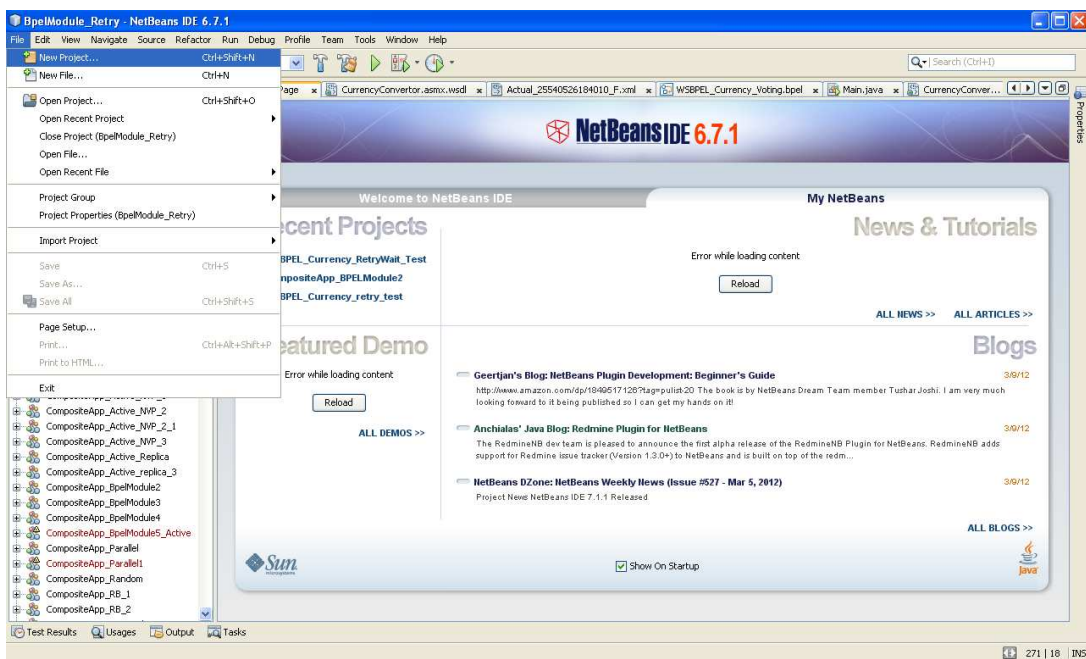 BpelModule_Retry - NetBeans IDE 6.7.1
File Edit View Navigate Source Refactor Run Debug Profile Team Tools Window Help
New Project... Ctrl+Shift+N
New File... Ctrl+N
Open Project... Ctrl+Shift+O
Open Recent Project
Close Project (BpelModule_Retry)
Open File...
Open Recent File
Project Group
Project Properties (BpelModule_Retry)
Import Project
Save Ctrl+S
Save As...
Save All Ctrl+Shift+S
Page Setup...
Print... Ctrl+Alt+Shift+P
Print to HTML...
Exit
Search (Ctrl+I)
Page CurrencyConvertor.asmx.wsdl Actual_25540526184010_F.xml WSBPEL_Currency_Voting.bpel Main.java CurrencyConver...
Properties
NetBeans IDE 6.7.1
Welcome to NetBeans IDE
My NetBeans
ecent Projects
BPEL_Currency_RetryWait_Test
mpositeApp_BPELModule2
BPEL_Currency_retry_test
News & Tutorials
Error while loading content
Reload
ALL NEWS >> ALL ARTICLES >>
eatured Demo
Error while loading content
Reload
ALL DEMOS >>
Blogs
Geertjan's Blog: NetBeans Plugin Development: Beginner's Guide 3/9/12
http://www.amazon.com/dp/1849517126?tag=pulist-20 The book is by NetBeans Dream Team member Tushar Joshi. I am very much
looking forward to it being published so I can get my hands on it!
Anchialas' Java Blog: Redmine Plugin for NetBeans 3/9/12
The RedmineNB dev team is pleased to announce the first alpha release of the RedmineNB Plugin for NetBeans. RedmineNB adds
support for Redmine issue tracker (Version 1.3.0+) to NetBeans and is built on top of the redm...
NetBeans DZone: NetBeans Weekly News (Issue #527 - Mar 5, 2012) 3/9/12
Project News NetBeans IDE 7.1.1 Released
ALL BLOGS >>
Sun
Show On Startup
Java
CompositeApp_Active_NVP_2
CompositeApp_Active_NVP_2_1
CompositeApp_Active_NVP_3
CompositeApp_Active_Replica
CompositeApp_Active_replica_3
CompositeApp_BpelModule2
CompositeApp_BpelModule3
CompositeApp_BpelModule4
CompositeApp_BpelModule5_Active
CompositeApp_Parallel
CompositeApp_Parallel1
CompositeApp_Random
CompositeApp_RB_1
CompositeApp_RB_2
Test Results Usages Output Tasks
271 | 18 INS